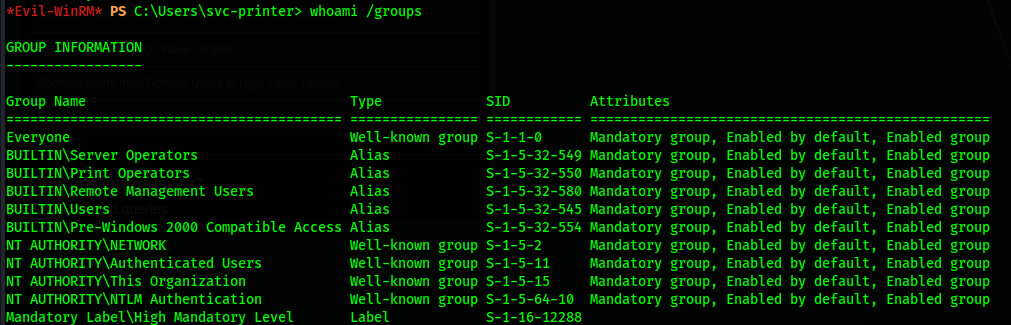 *Evil-WinRM* PS C:\Users\svc-printer> whoami /groups
GROUP INFORMATION
-----------------
Group Name                                 Type             SID          Attributes
========================================== ================ ============ ==================================================
Everyone                                   Well-known group S-1-1-0      Mandatory group, Enabled by default, Enabled group
BUILTIN\Server Operators                   Alias            S-1-5-32-549 Mandatory group, Enabled by default, Enabled group
BUILTIN\Print Operators                    Alias            S-1-5-32-550 Mandatory group, Enabled by default, Enabled group
BUILTIN\Remote Management Users            Alias            S-1-5-32-580 Mandatory group, Enabled by default, Enabled group
BUILTIN\Users                              Alias            S-1-5-32-545 Mandatory group, Enabled by default, Enabled group
BUILTIN\Pre-Windows 2000 Compatible Access Alias            S-1-5-32-554 Mandatory group, Enabled by default, Enabled group
NT AUTHORITY\NETWORK                       Well-known group S-1-5-2      Mandatory group, Enabled by default, Enabled group
NT AUTHORITY\Authenticated Users           Well-known group S-1-5-11     Mandatory group, Enabled by default, Enabled group
NT AUTHORITY\This Organization             Well-known group S-1-5-15     Mandatory group, Enabled by default, Enabled group
NT AUTHORITY\NTLM Authentication           Well-known group S-1-5-64-10  Mandatory group, Enabled by default, Enabled group
Mandatory Label\High Mandatory Level       Label            S-1-16-12288